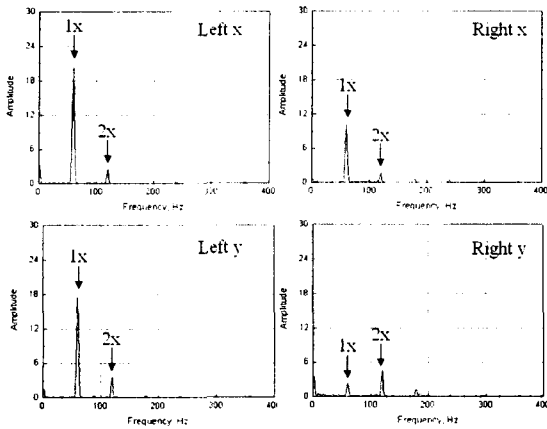 30
24
18
12
6
0
Amplitude
1x
2x
Left x
0
100
200
300
400
Frequency, Hz
30
24
18
12
6
0
Amplitude
1x
2x
Right x
0
100
200
300
400
Frequency, Hz
30
24
18
12
6
0
Amplitude
1x
2x
Left y
0
100
200
300
400
Frequency, Hz
30
24
18
12
6
0
Amplitude
1x
2x
Right y
0
100
200
300
400
Frequency, Hz